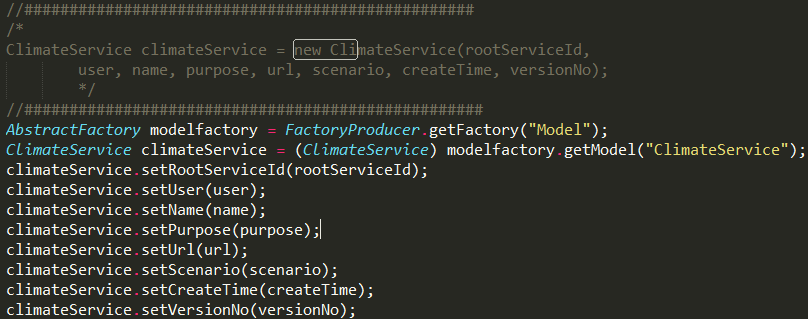 //##################################################
/*
ClimateService climateService = new ClimateService(rootServiceId,
user, name, purpose, url, scenario, createTime, versionNo);
*/
//###################################################
AbstractFactory modelfactory = FactoryProducer.getFactory("Model");
ClimateService climateService = (ClimateService) modelfactory.getModel("ClimateService");
climateService.setRootServiceId(rootServiceId);
climateService.setUser(user);
climateService.setName(name);
climateService.setPurpose(purpose);
climateService.setUrl(url);
climateService.setScenario(scenario);
climateService.setCreateTime(createTime);
climateService.setVersionNo(versionNo);